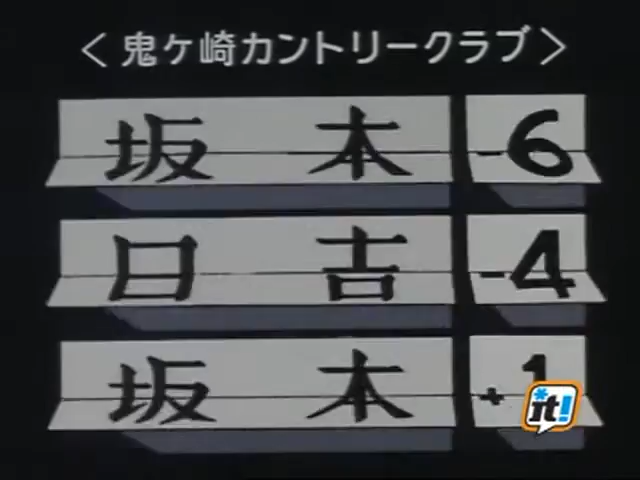 <鬼ヶ崎カントリークラブ>
坂本 -6
日吉 -4
坂本 +1
it!